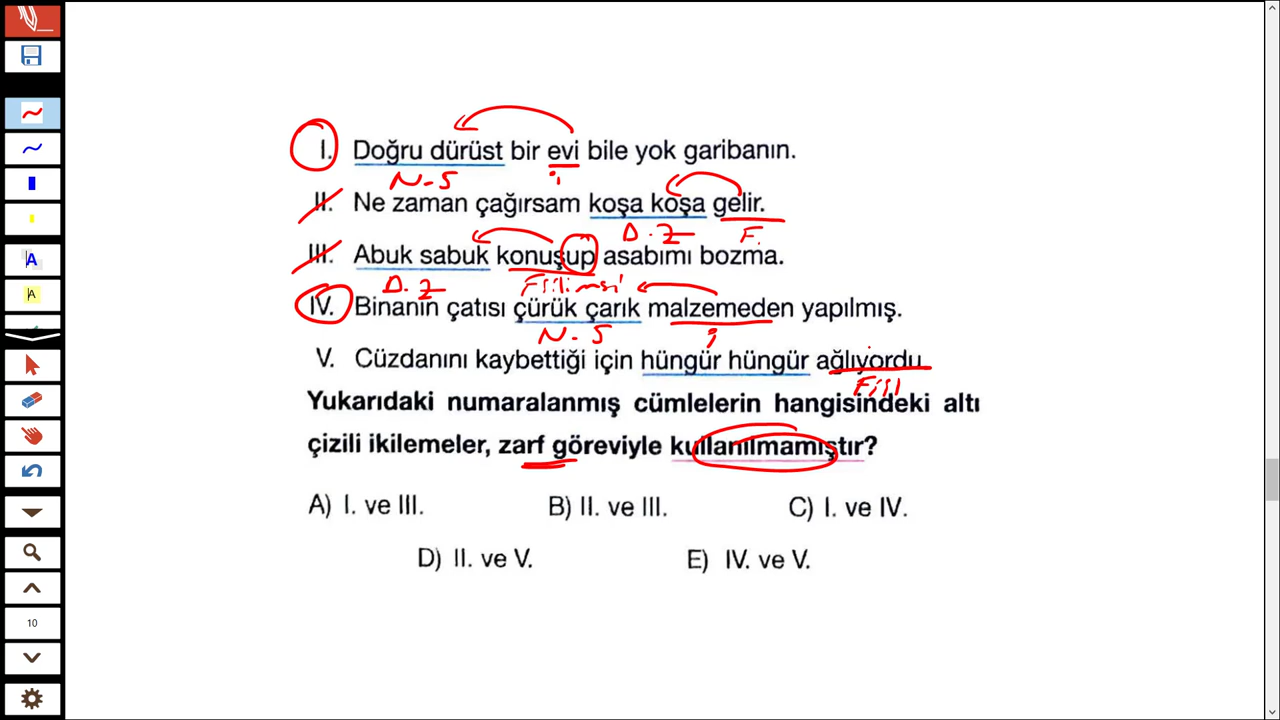 I. Doğru dürüst bir evi bile yok garibanın.
N-S i
II. Ne zaman çağırsam koşa koşa gelir.
D.Z F.
III. Abuk sabuk konuşup asabımı bozma.
D.Z Fiilimsi
IV. Binanın çatısı çürük çarık malzemeden yapılmış.
N-S i
V. Cüzdanını kaybettiği için hüngür hüngür ağlıyordu
Fiil
Yukarıdaki numaralanmış cümlelerin hangisindeki altı
çizili ikilemeler, zarf göreviyle kullanılmamıştır?
A) I. ve III. B) II. ve III. C) I. ve IV.
D) II. ve V. E) IV. ve V.
A
A
10